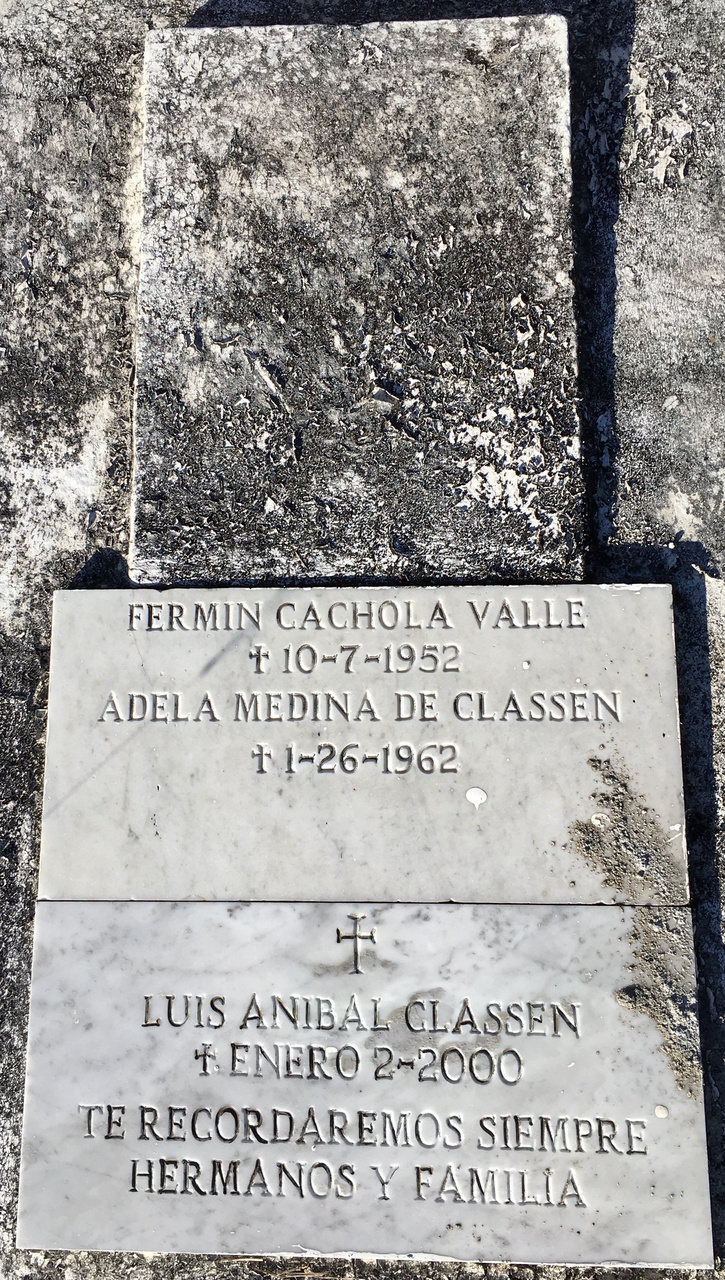 FERMIN CACHOLA VALLE
✝ 10-7-1952
ADELA MEDINA DE CLASSEN
✝ 1-26-1962
LUIS ANIBAL CLASSEN
✝ ENERO 2-2000
TE RECORDAREMOS SIEMPRE
HERMANOS Y FAMILIA